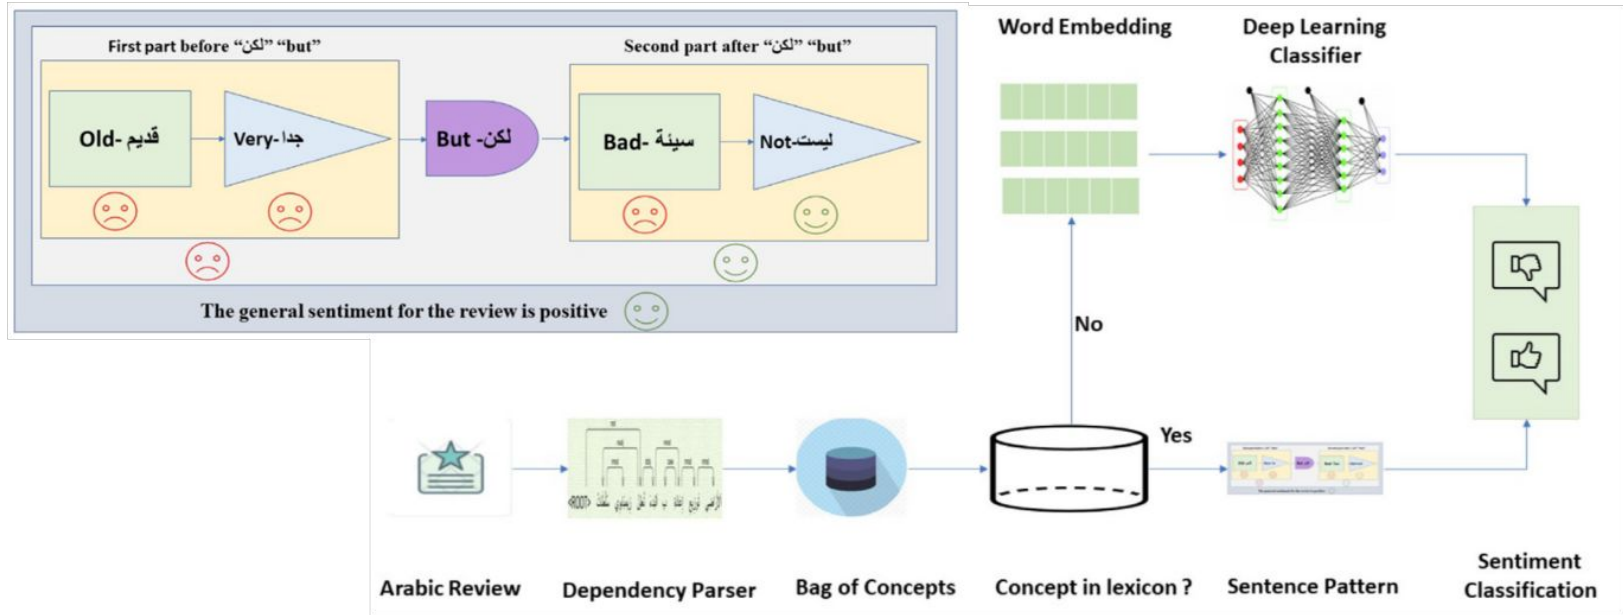 First part before “لكن” “but”
Second part after “لكن” “but”
Old- قديم
Very-جدا
But -لكن
Bad- سيئة
Not-ليست
The general sentiment for the review is positive
Word Embedding
Deep Learning
Classifier
No
Yes
<ROOT>
Arabic Review
Dependency Parser
Bag of Concepts
Concept in lexicon ?
Sentence Pattern
Sentiment
Classification